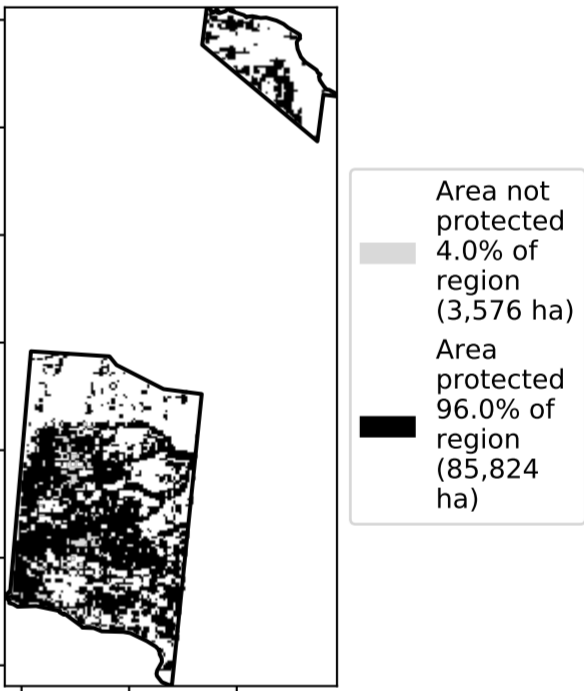 Area not
protected
4.0% of
region
(3,576 ha)
Area
protected
96.0% of
region
(85,824
ha)